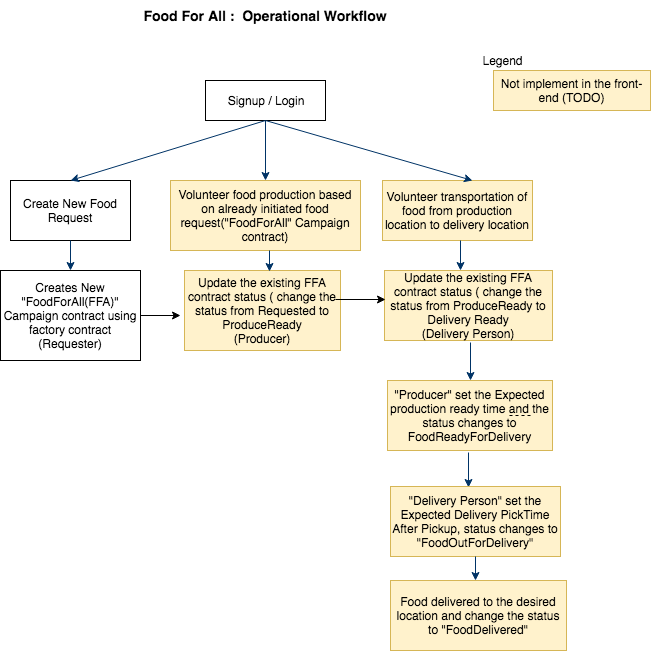 Food For All :  Operational Workflow
Legend
Not implement in the front-
end (TODO)
Signup / Login
Create New Food
Request
Volunteer food production based
on already initiated food
request("FoodForAll" Campaign
contract)
Volunteer transportation of
food from production
location to delivery location
Creates New
"FoodForAll(FFA)"
Campaign contract using
factory contract
(Requester)
Update the existing FFA
contract status ( change the
status from Requested to
ProduceReady
(Producer)
Update the existing FFA
contract status ( change the
status from ProduceReady to
Delivery Ready
(Delivery Person)
"Producer" set the Expected
production ready time and the
status changes to
FoodReadyForDelivery
"Delivery Person" set the
Expected Delivery PickTime
After Pickup, status changes to
"FoodOutForDelivery"
Food delivered to the desired
location and change the status
to "FoodDelivered"